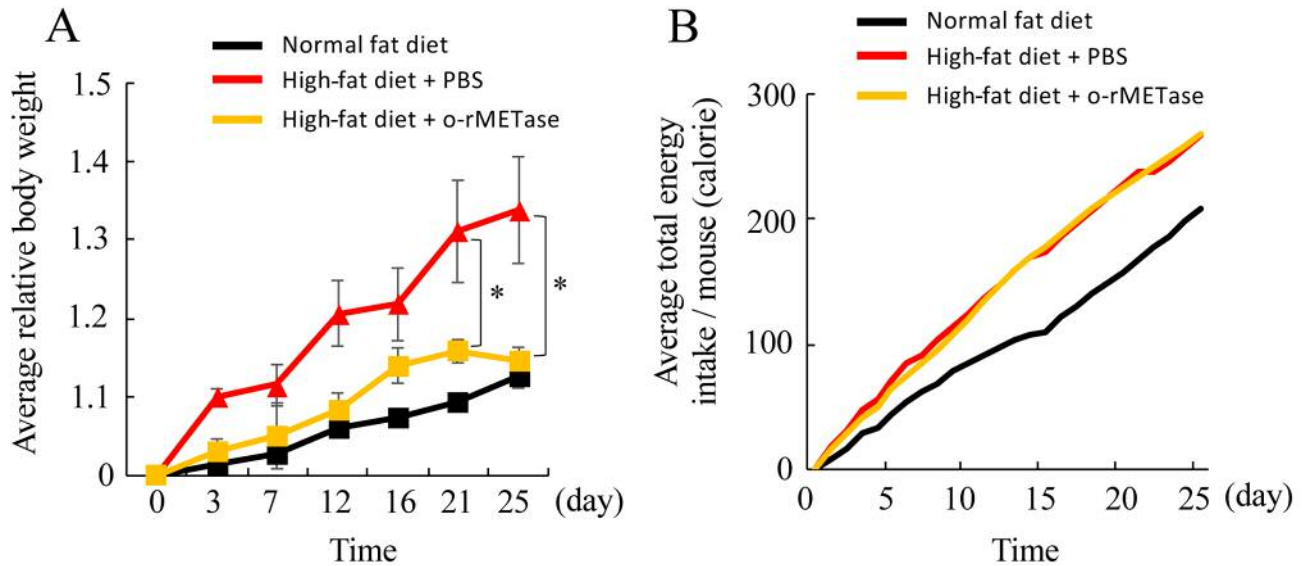 A
Normal fat diet
High-fat diet + PBS
High-fat diet + o-rMETase
Average relative body weight
1.5
1.4
1.3
1.2
1.1
0
*
*
0 3 7 12 16 21 25 (day)
Time
B
Normal fat diet
High-fat diet + PBS
High-fat diet + o-rMETase
Average total energy
intake / mouse (calorie)
300
200
100
0
0 5 10 15 20 25 (day)
Time